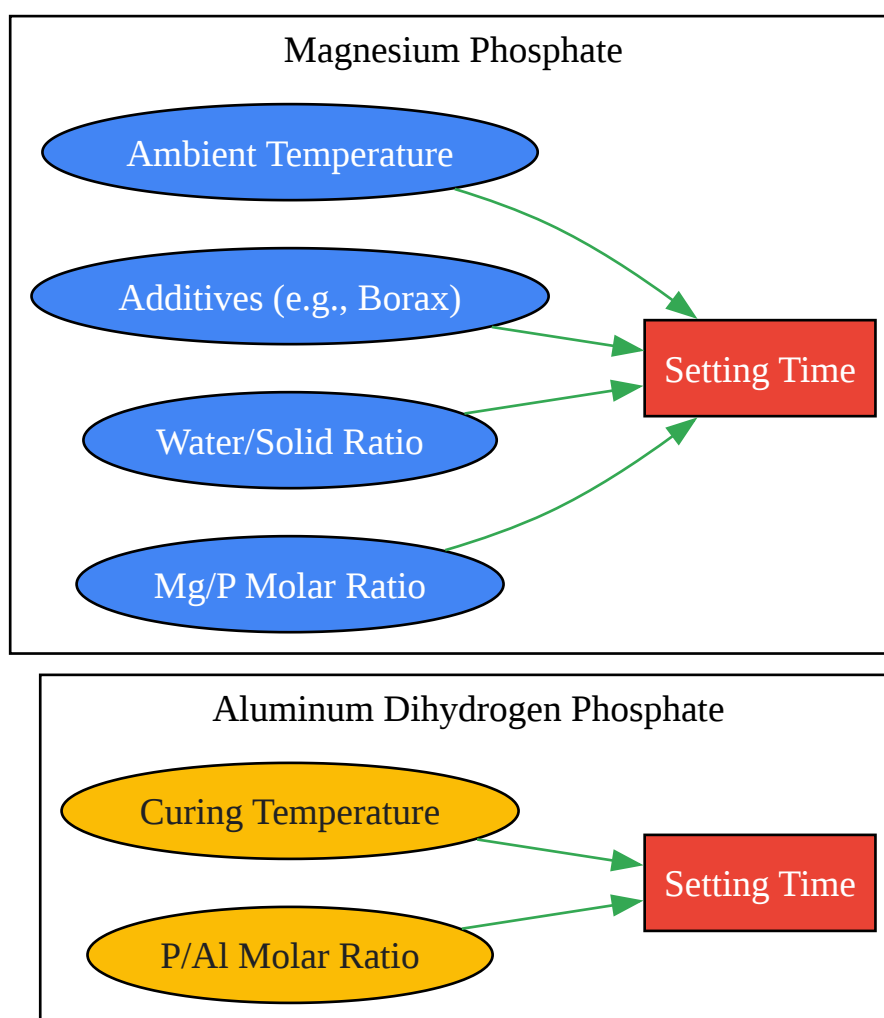 Magnesium Phosphate
Ambient Temperature
Additives (e.g., Borax)
Water/Solid Ratio
Mg/P Molar Ratio
Setting Time
Aluminum Dihydrogen Phosphate
Curing Temperature
P/Al Molar Ratio
Setting Time